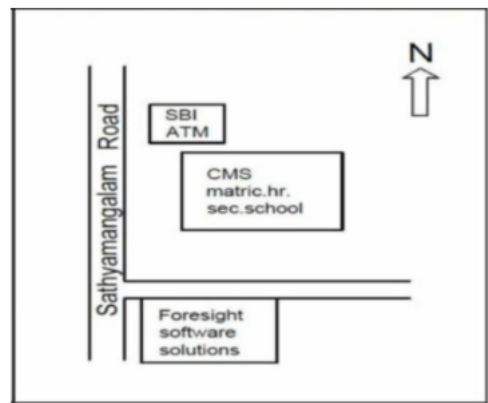 N
SBI
ATM
CMS
matric.hr.
sec.school
Sathyamangalam Road
Foresight
software
solutions